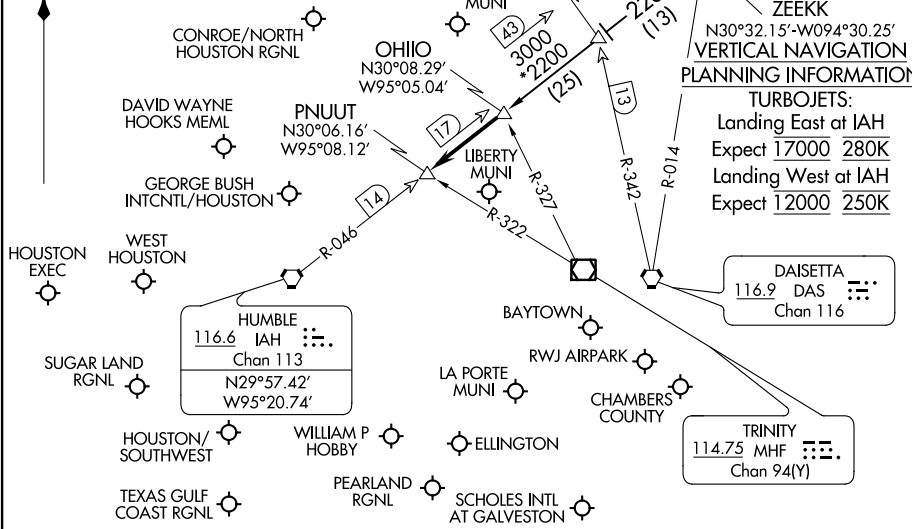 MUNI
CONROE/NORTH
HOUSTON RGNL
43
3000
*2200
(25)
(13)
ZEEKK
N30°32.15'-W094°30.25'
VERTICAL NAVIGATION
PLANNING INFORMATION
TURBOJETS:
Landing East at IAH
Expect 17000 280K
Landing West at IAH
Expect 12000 250K
OHIIO
N30°08.29'
W95°05.04'
DAVID WAYNE
HOOKS MEML
PNUUT
N30°06.16'
W95°08.12'
17
13
LIBERTY
MUNI
GEORGE BUSH
INTCNTL/HOUSTON
14
R-046
R-322
R-327
R-342
R-014
HOUSTON
EXEC
WEST
HOUSTON
DAISETTA
116.9 DAS
Chan 116
HUMBLE
116.6 IAH
Chan 113
N29°57.42'
W95°20.74'
BAYTOWN
RWJ AIRPARK
SUGAR LAND
RGNL
LA PORTE
MUNI
CHAMBERS
COUNTY
HOUSTON/
SOUTHWEST
WILLIAM P
HOBBY
ELLINGTON
TRINITY
114.75 MHF
Chan 94(Y)
TEXAS GULF
COAST RGNL
PEARLAND
RGNL
SCHOLES INTL
AT GALVESTON